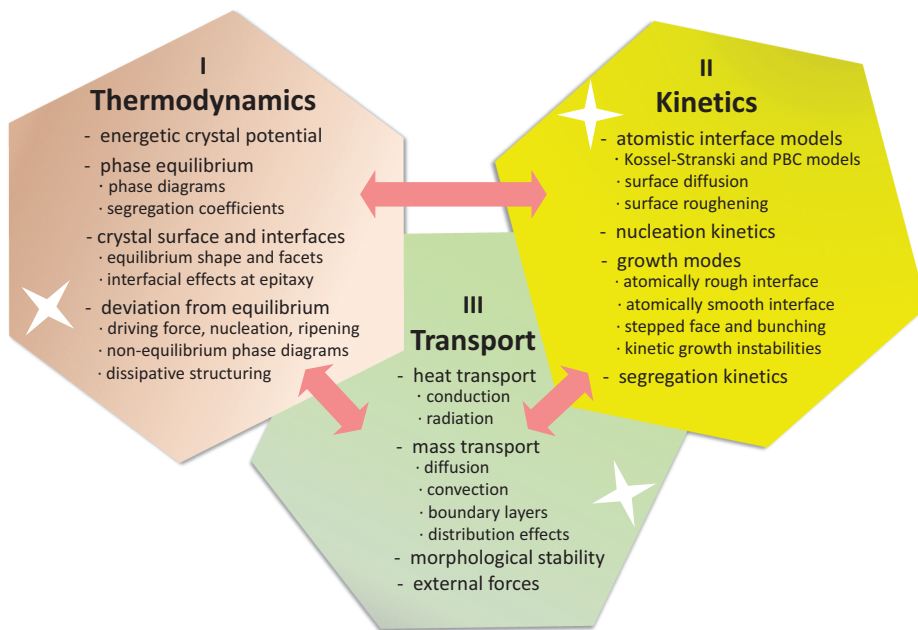 I
Thermodynamics
- energetic crystal potential
- phase equilibrium
· phase diagrams
· segregation coefficients
- crystal surface and interfaces
· equilibrium shape and facets
· interfacial effects at epitaxy
- deviation from equilibrium
· driving force, nucleation, ripening
· non-equilibrium phase diagrams
· dissipative structuring
II
Kinetics
- atomistic interface models
· Kossel-Stranski and PBC models
· surface diffusion
· surface roughening
- nucleation kinetics
- growth modes
· atomically rough interface
· atomically smooth interface
· stepped face and bunching
· kinetic growth instabilities
- segregation kinetics
III
Transport
- heat transport
· conduction
· radiation
- mass transport
· diffusion
· convection
· boundary layers
· distribution effects
- morphological stability
- external forces